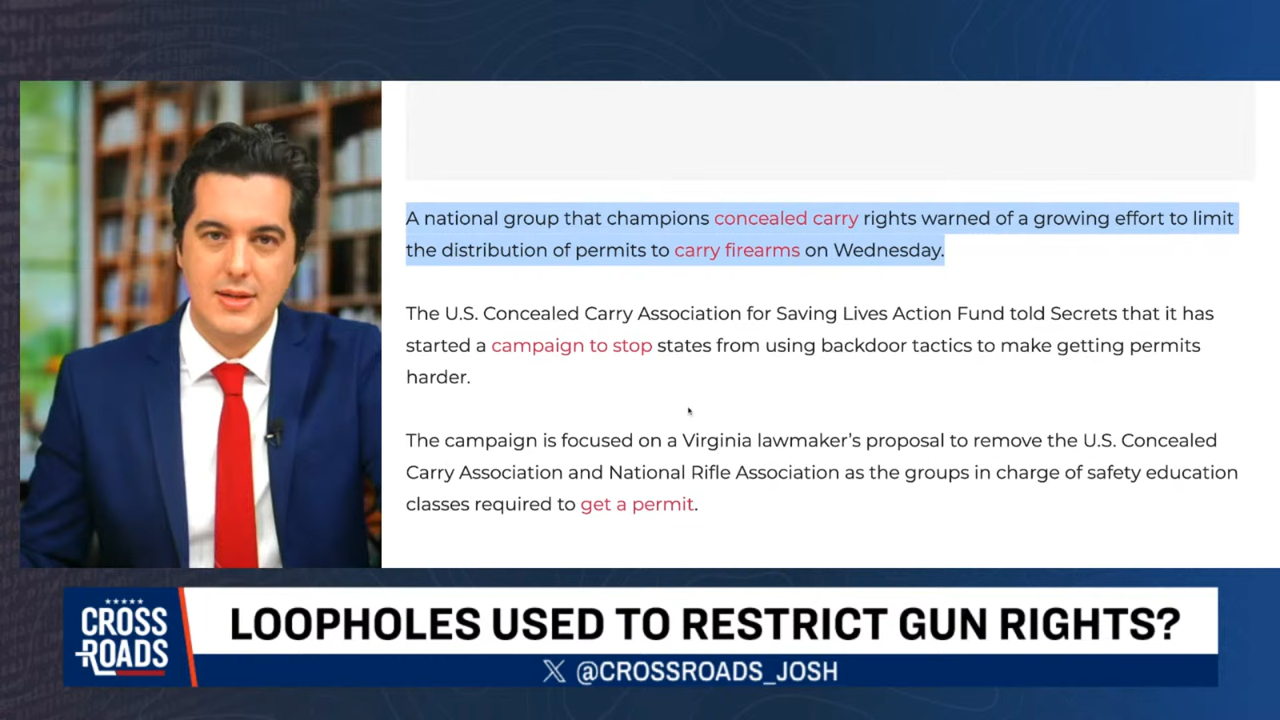 A national group that champions concealed carry rights warned of a growing effort to limit
the distribution of permits to carry firearms on Wednesday.
The U.S. Concealed Carry Association for Saving Lives Action Fund told Secrets that it has
started a campaign to stop states from using backdoor tactics to make getting permits
harder.
The campaign is focused on a Virginia lawmaker’s proposal to remove the U.S. Concealed
Carry Association and National Rifle Association as the groups in charge of safety education
classes required to get a permit.
CROSS
ROADS
LOOPHOLES USED TO RESTRICT GUN RIGHTS?
X @CROSSROADS_JOSH